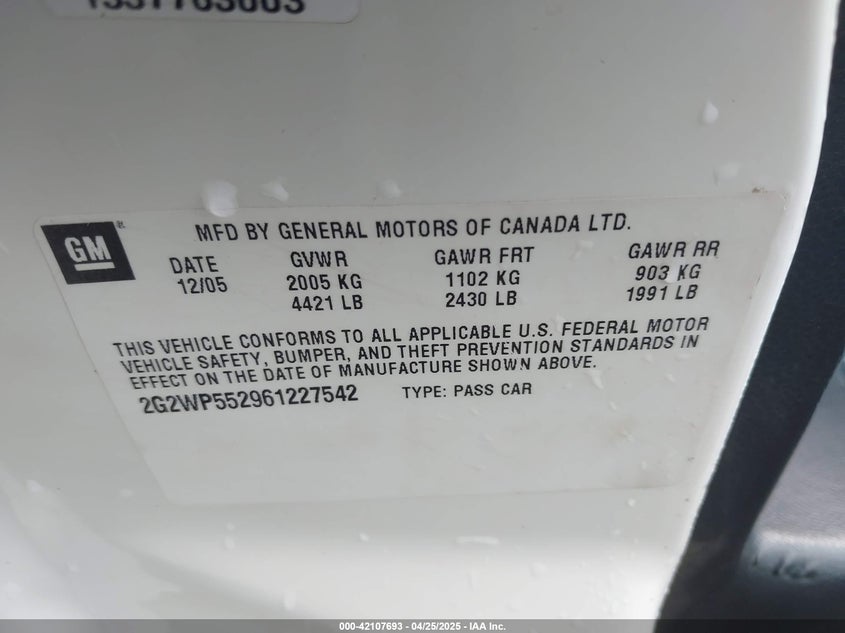 GM
MFD BY GENERAL MOTORS OF CANADA LTD.
DATE GVWR GAWR FRT GAWR RR
12/05 2005 KG 1102 KG 903 KG
4421 LB 2430 LB 1991 LB
THIS VEHICLE CONFORMS TO ALL APPLICABLE U.S. FEDERAL MOTOR
VEHICLE SAFETY, BUMPER, AND THEFT PREVENTION STANDARDS IN
EFFECT ON THE DATE OF MANUFACTURE SHOWN ABOVE.
2G2WP552961227542 TYPE: PASS CAR
000-42107693 - 04/25/2025 - IAA Inc.